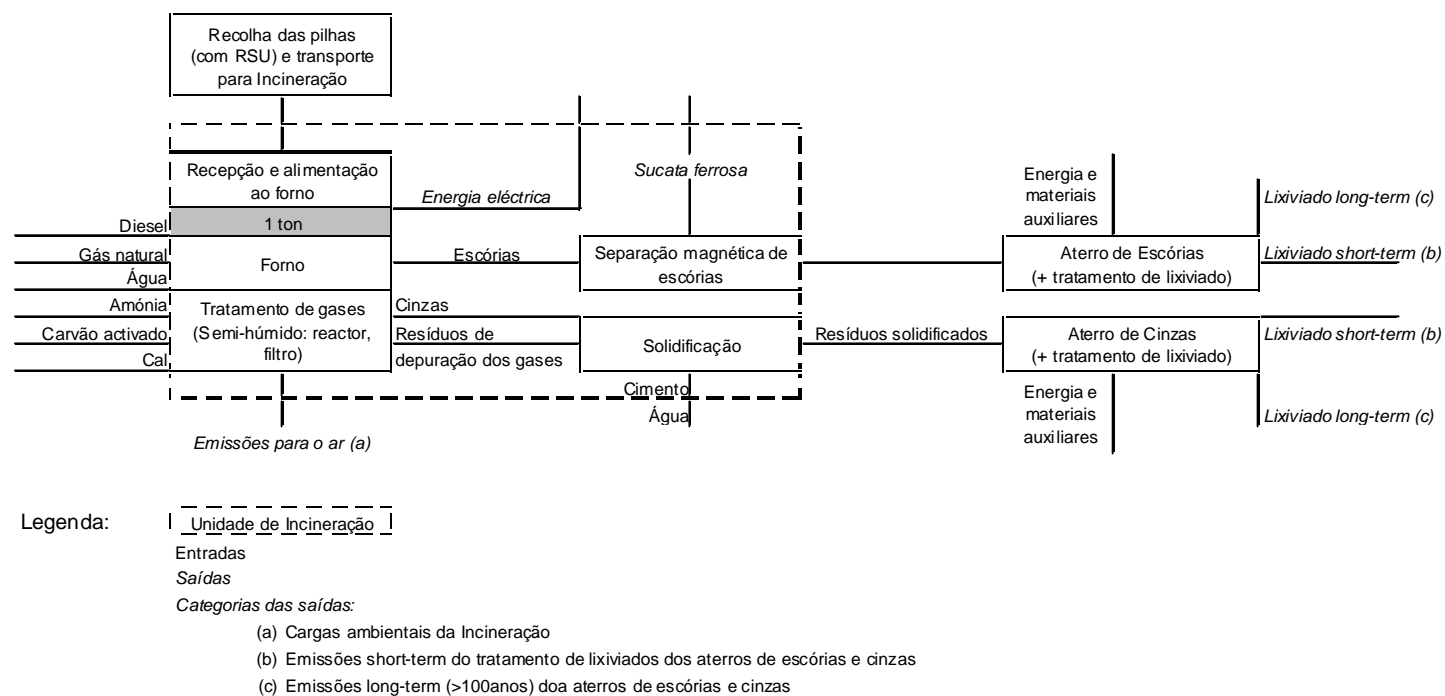 Recolha das pilhas
(com RSU) e transporte
para Incineração
Recepção e alimentação
ao forno
Energia eléctrica
Sucata ferrosa
Energia e
materiais
auxiliares
Lixiviado long-term (c)
Diesel
1 ton
Gás natural
Forno
Água
Escórias
Separação magnética de
escórias
Aterro de Escórias
(+ tratamento de lixiviado)
Lixiviado short-term (b)
Amónia
Carvão activado
Cal
Tratamento de gases
(Semi-húmido: reactor,
filtro)
Cinzas
Resíduos de
depuração dos gases
Solidificação
Resíduos solidificados
Aterro de Cinzas
(+ tratamento de lixiviado)
Lixiviado short-term (b)
Cimento
Água
Energia e
materiais
auxiliares
Lixiviado long-term (c)
Emissões para o ar (a)
Legenda:
Unidade de Incineração
Entradas
Saídas
Categorias das saídas:
(a) Cargas ambientais da Incineração
(b) Emissões short-term do tratamento de lixiviados dos aterros de escórias e cinzas
(c) Emissões long-term (>100anos) doa aterros de escórias e cinzas